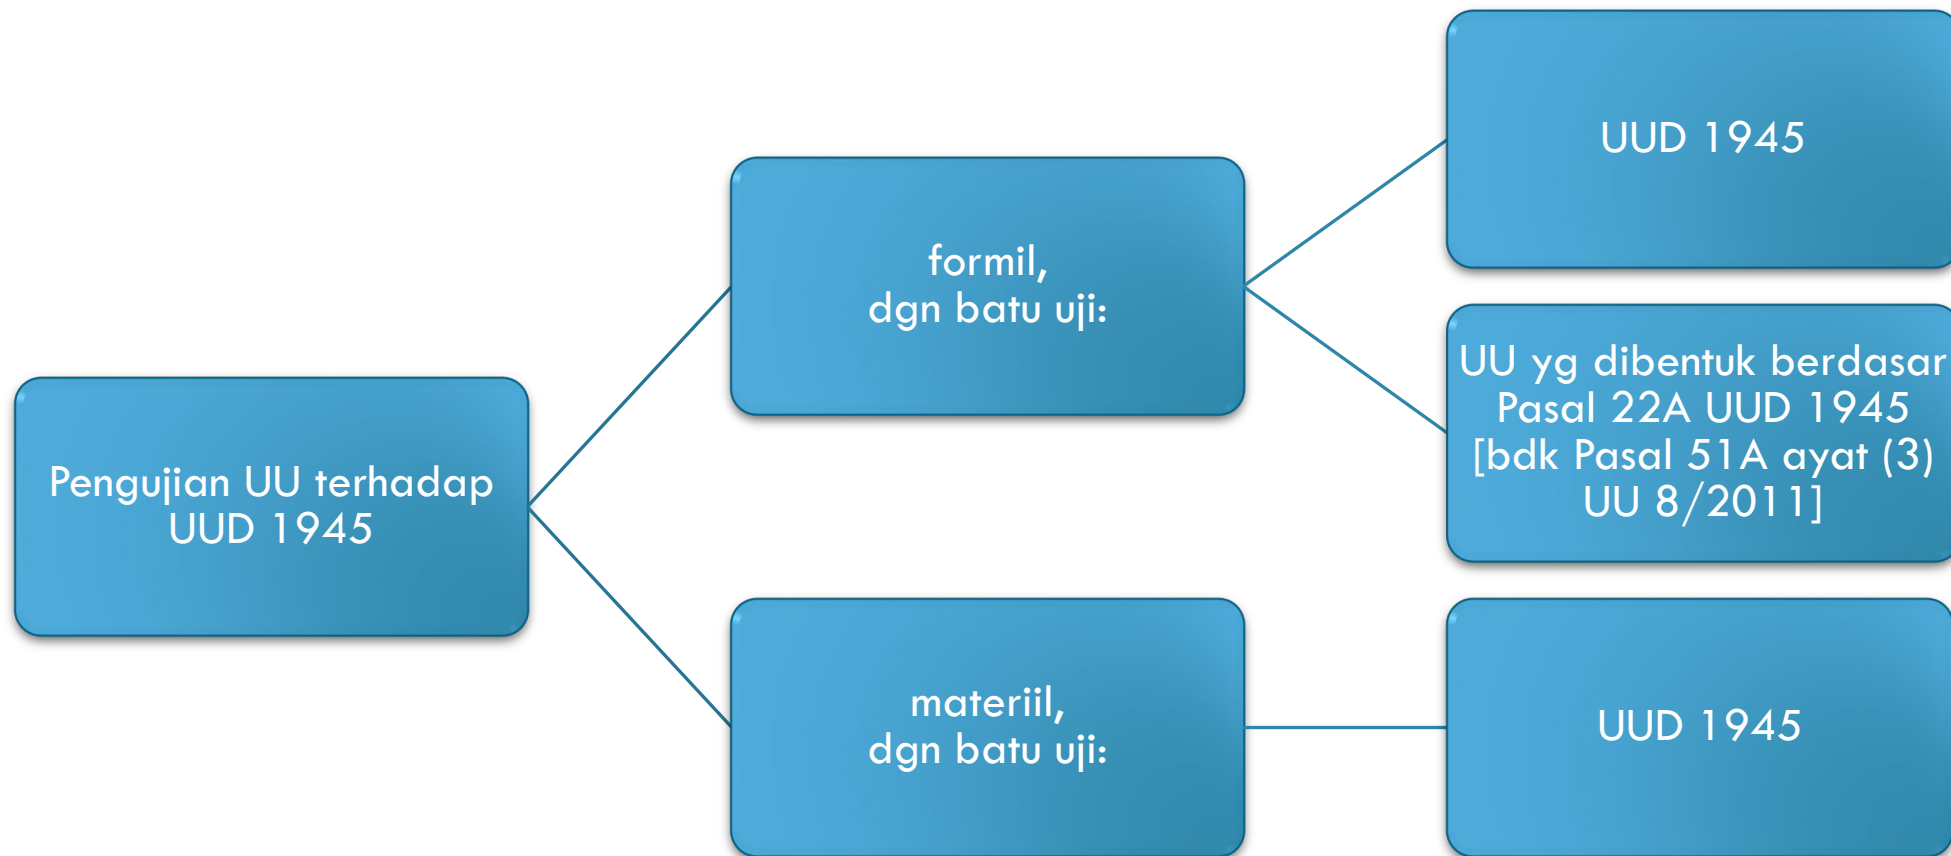 Pengujian UU terhadap
UUD 1945
formil,
dgn batu uji:
UUD 1945
UU yg dibentuk berdasar
Pasal 22A UUD 1945
[bdk Pasal 51A ayat (3)
UU 8/2011]
materiil,
dgn batu uji:
UUD 1945